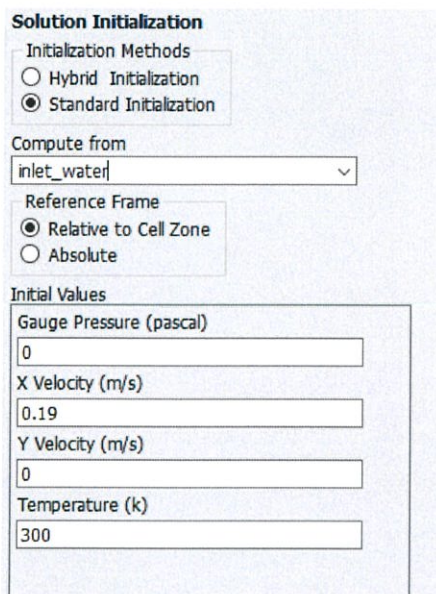 Solution Initialization
Initialization Methods
Hybrid Initialization
Standard Initialization
Compute from
inlet_water
Reference Frame
Relative to Cell Zone
Absolute
Initial Values
Gauge Pressure (pascal)
0
X Velocity (m/s)
0.19
Y Velocity (m/s)
0
Temperature (k)
300